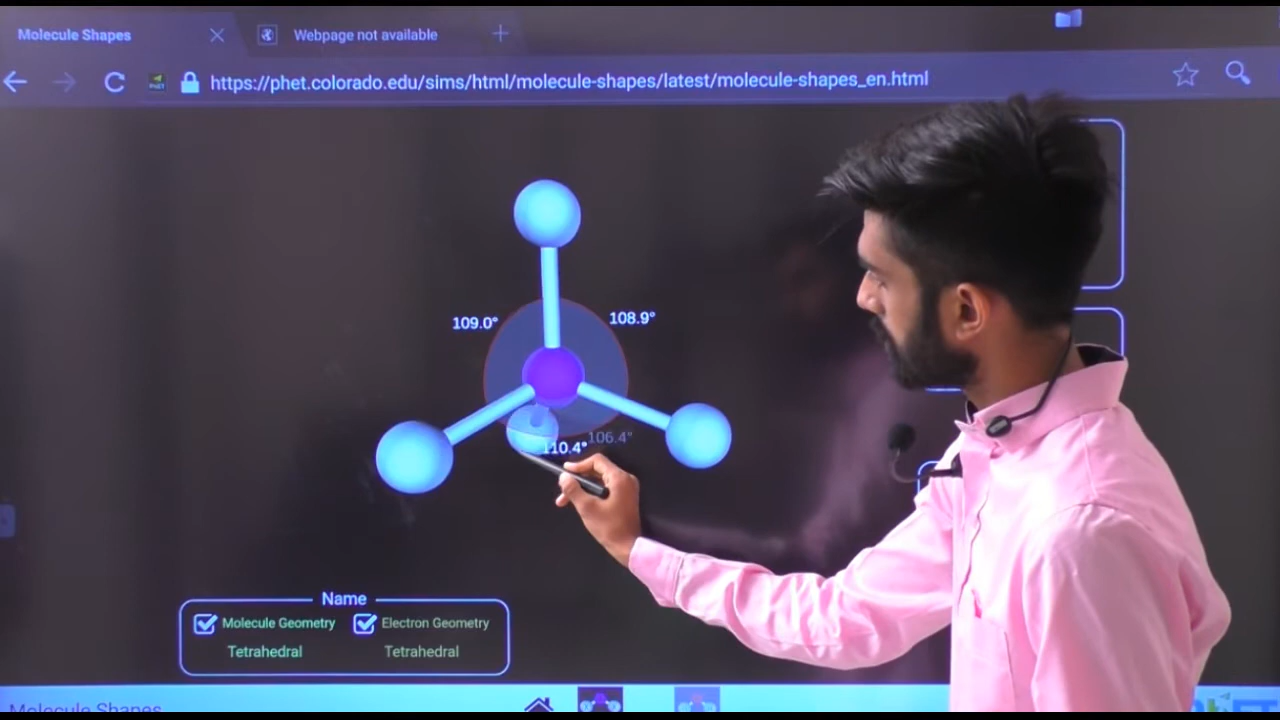 Molecule Shapes
Webpage not available
https://phet.colorado.edu/sims/html/molecule-shapes/latest/molecule-shapes_en.html
109.0°
108.9°
110.4°
106.4°
Name
Molecule Geometry
Electron Geometry
Tetrahedral
Tetrahedral
Molecule Shapes